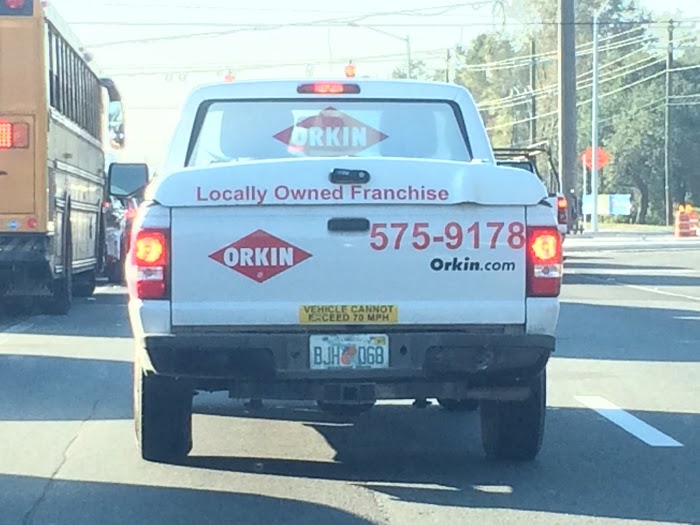 ORKIN
Locally Owned Franchise
ORKIN
575-9178
Orkin.com
VEHICLE CANNOT
EXCEED 70 MPH
BJH 068